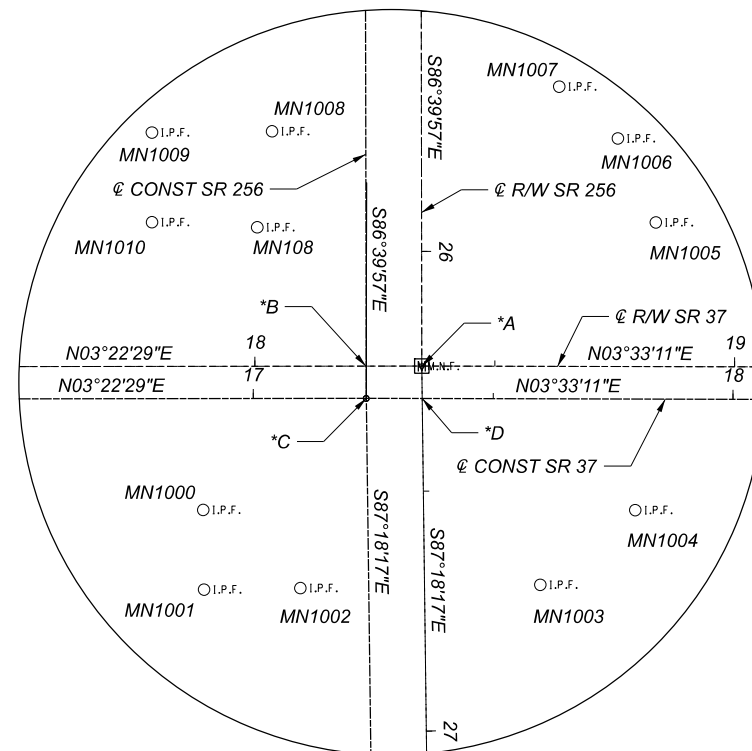 MN1007
I.P.F.
MN1008
I.P.F.
I.P.F.
MN1009
I.P.F.
MN1006
S86°39'57"E
℄ CONST SR 256
℄ R/W SR 256
I.P.F.
MN1010
I.P.F.
MN108
I.P.F.
MN1005
S86°39'57"E
26
*B
*A
℄ R/W SR 37
N03°22'29"E
18
M.N.F.
N03°33'11"E
19
N03°22'29"E
17
N03°33'11"E
18
*C
*D
℄ CONST SR 37
MN1000
I.P.F.
S87°18'17"E
I.P.F.
MN1004
S87°18'17"E
MN1001
I.P.F.
I.P.F.
MN1002
I.P.F.
MN1003
27